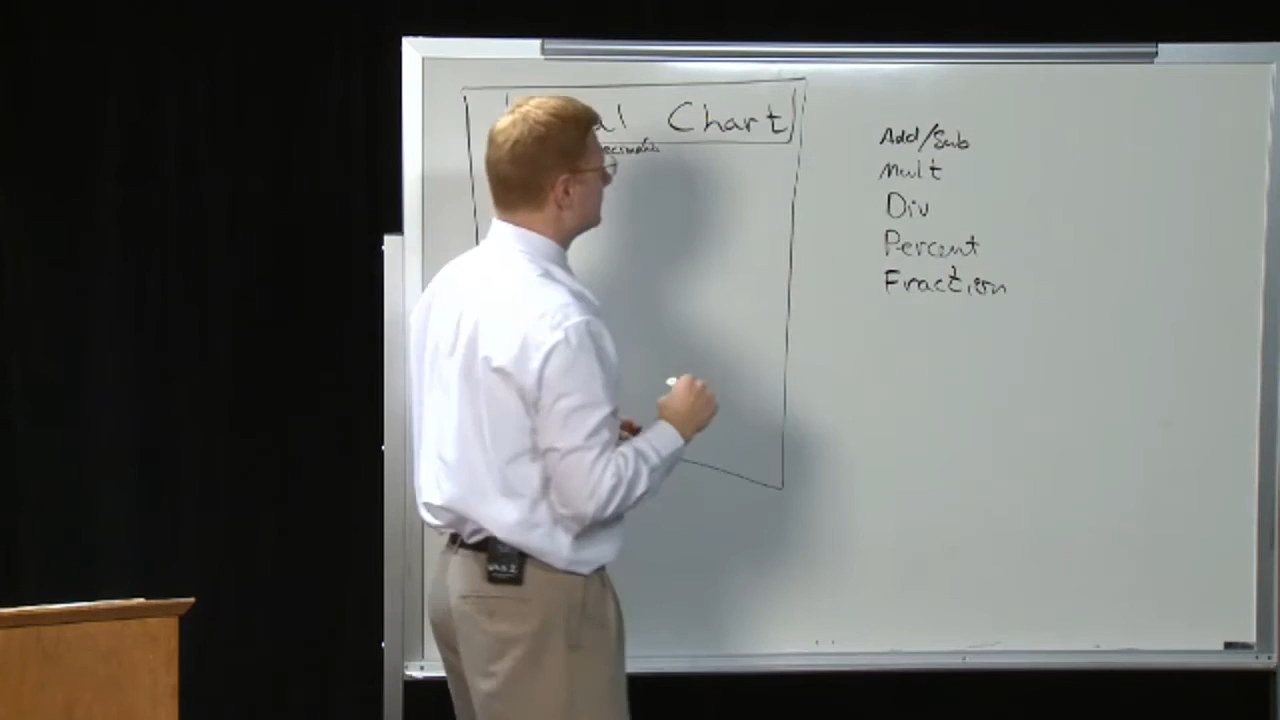 Chart
Add/Sub
Mult
Div
Percent
Fraction